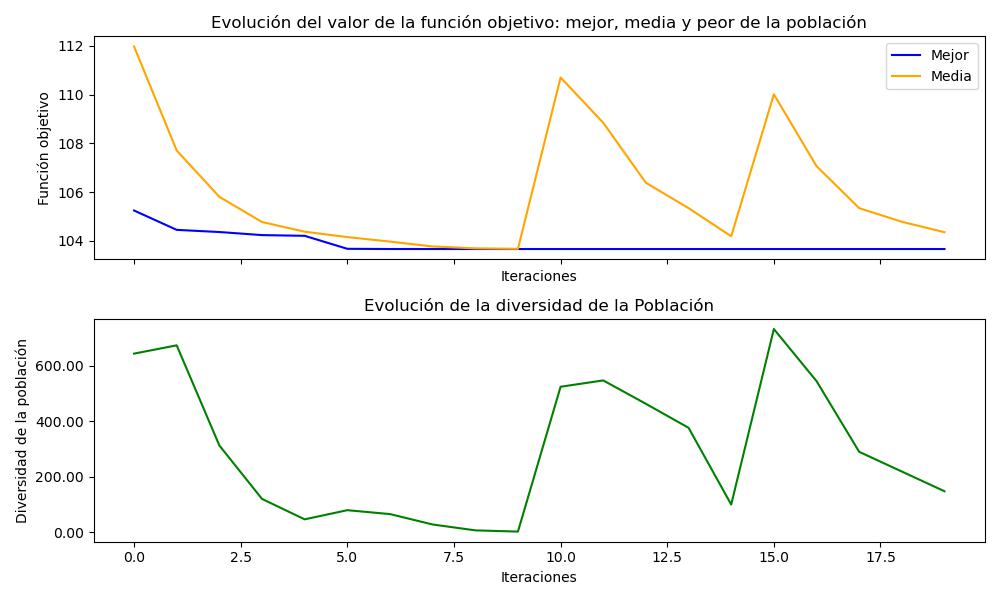 Evolución del valor de la función objetivo: mejor, media y peor de la población
112
110
108
106
104
Función objetivo
Mejor
Media
Iteraciones
Evolución de la diversidad de la Población
600.00
400.00
200.00
0.00
Diversidad de la población
0.0 2.5 5.0 7.5 10.0 12.5 15.0 17.5
Iteraciones